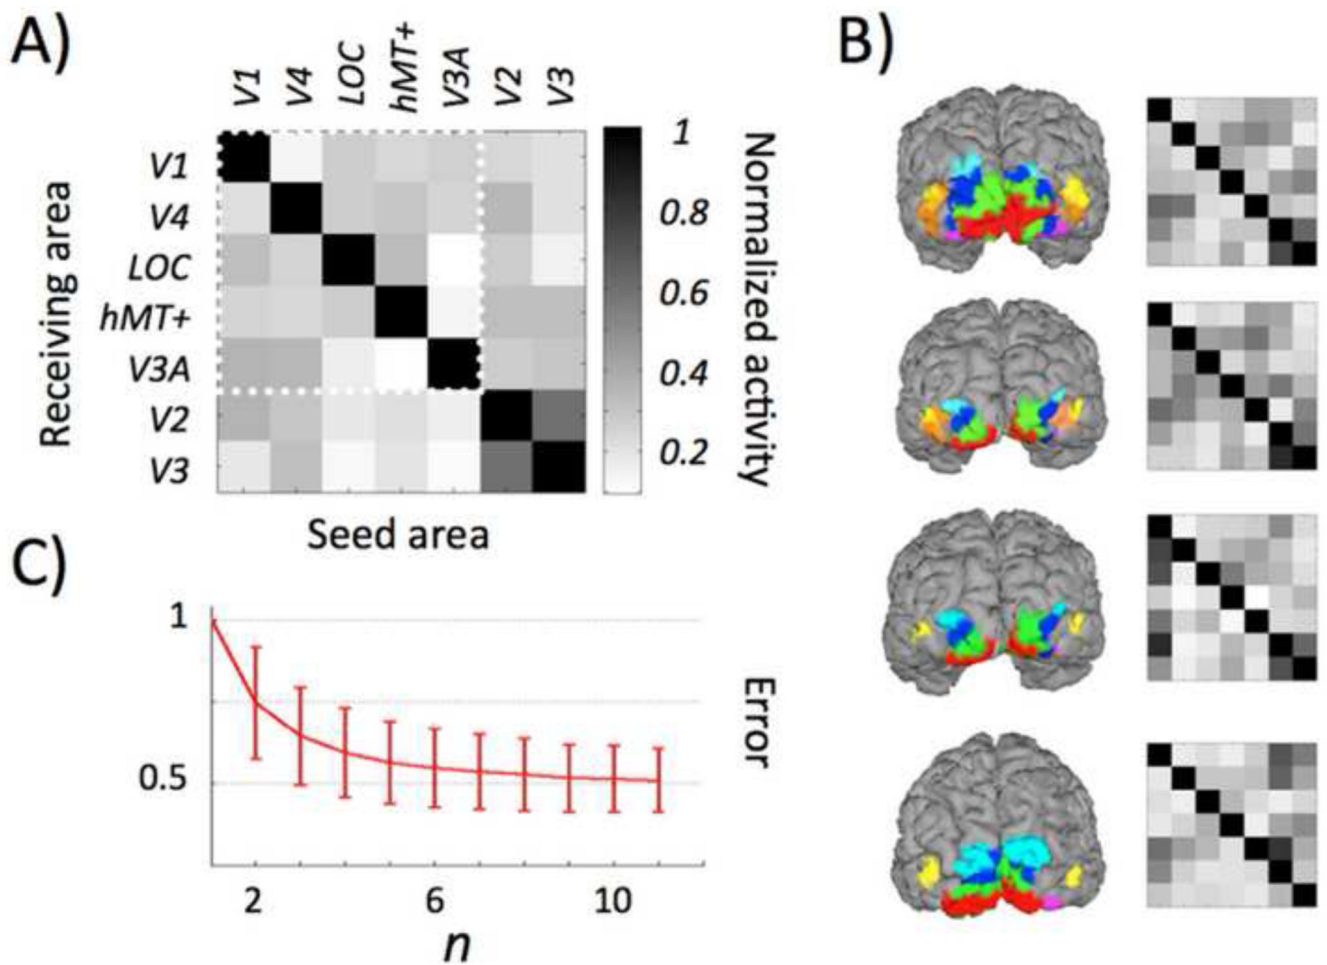 A)
V1 V4 LOC hMT+ V3A V2 V3
Receiving area
V1
V4
LOC
hMT+
V3A
V2
V3
Seed area
1
0.8
0.6
0.4
0.2
Normalized activity
B)
C)
1
0.5
2 6 10
n
Error